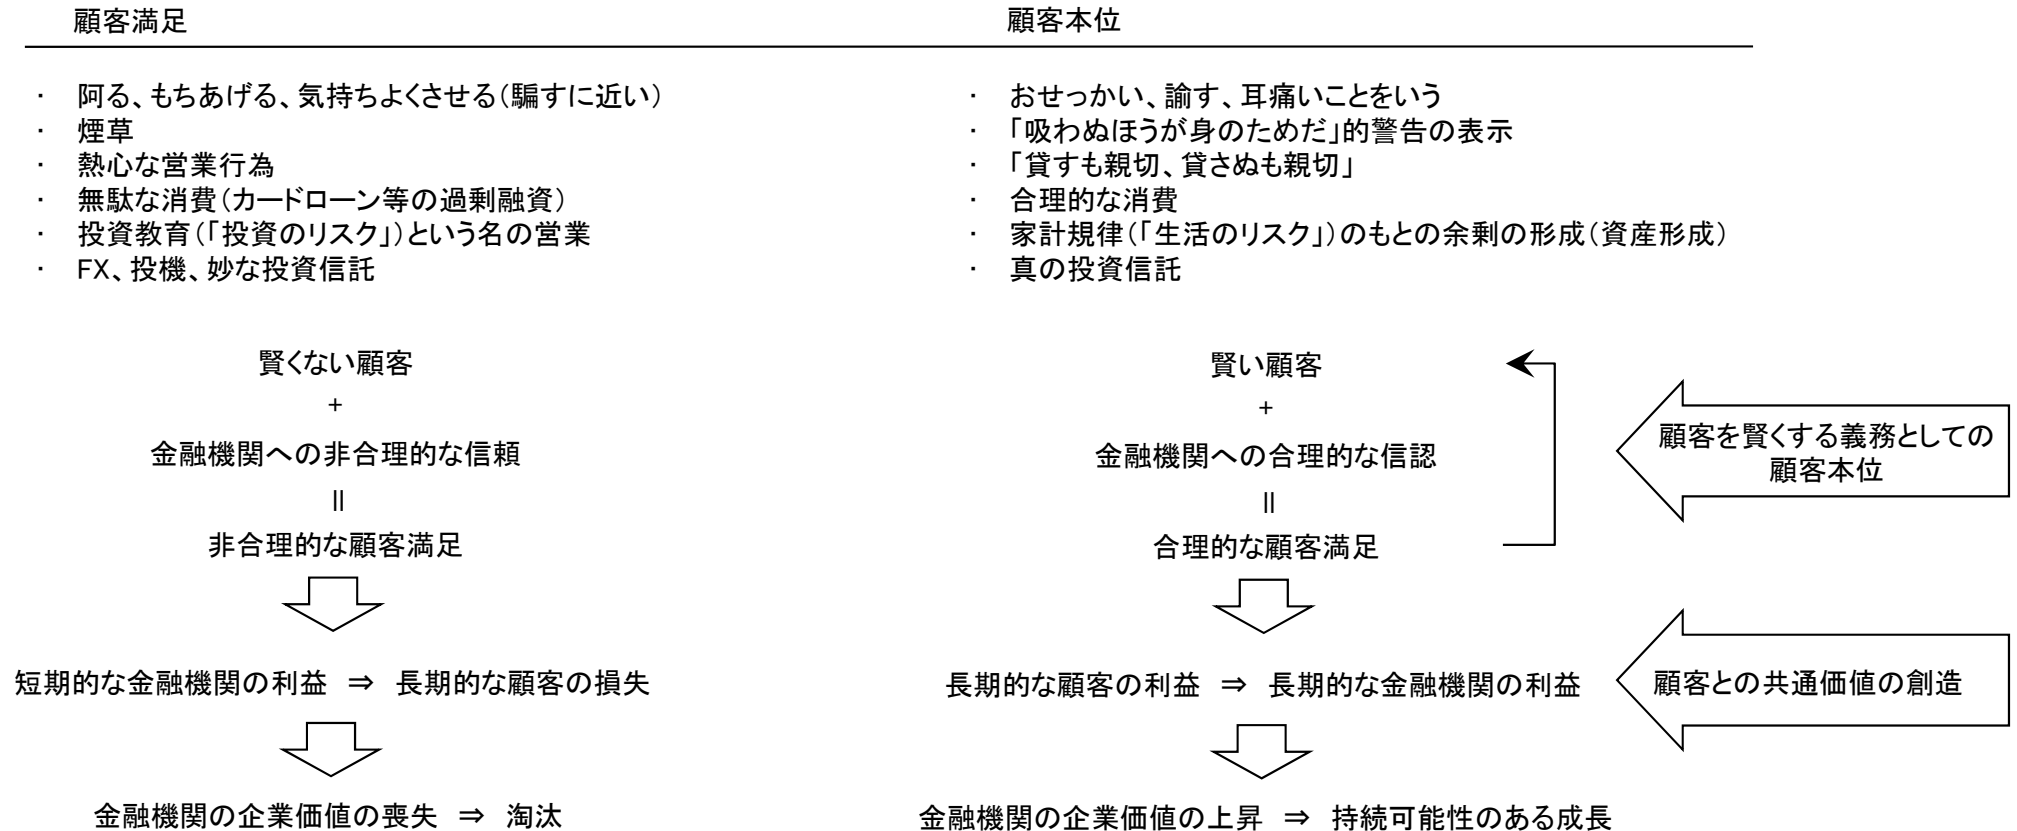 顧客満足
顧客本位
・ 阿る、もちあげる、気持ちよくさせる（騙すに近い）
・ 煙草
・ 熱心な営業行為
・ 無駄な消費（カードローン等の過剰融資）
・ 投資教育（「投資のリスク」）という名の営業
・ FX、投機、妙な投資信託
・ おせっかい、諭す、耳痛いことをいう
・ 「吸わぬほうが身のためだ」的警告の表示
・ 「貸すも親切、貸さぬも親切」
・ 合理的な消費
・ 家計規律（「生活のリスク」）のもとの余剰の形成（資産形成）
・ 真の投資信託
賢くない顧客
+
金融機関への非合理的な信頼
||
非合理的な顧客満足
短期的な金融機関の利益 ⇒ 長期的な顧客の損失
金融機関の企業価値の喪失 ⇒ 淘汰
賢い顧客
+
金融機関への合理的な信認
||
合理的な顧客満足
長期的な顧客の利益 ⇒ 長期的な金融機関の利益
金融機関の企業価値の上昇 ⇒ 持続可能性のある成長
顧客を賢くする義務としての
顧客本位
顧客との共通価値の創造